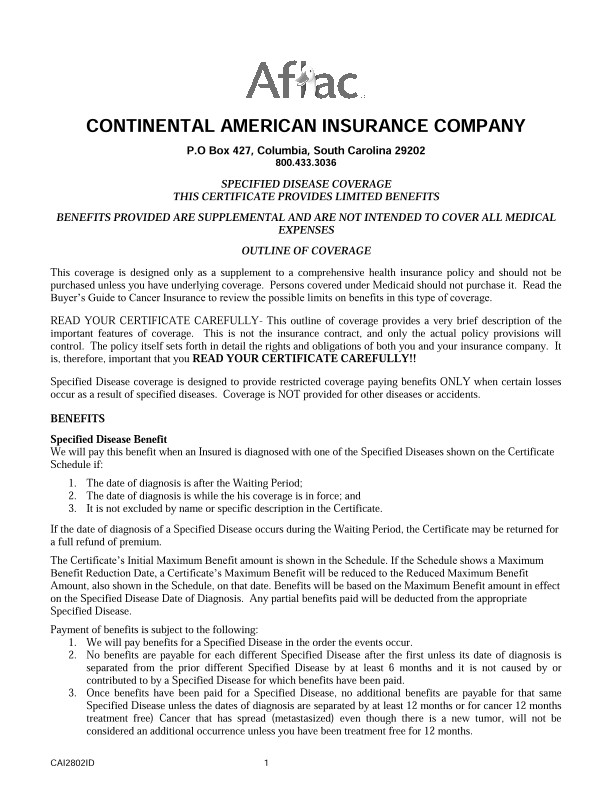 Aflac
CONTINENTAL AMERICAN INSURANCE COMPANY
P.O Box 427, Columbia, South Carolina 29202
800.433.3036
SPECIFIED DISEASE COVERAGE
THIS CERTIFICATE PROVIDES LIMITED BENEFITS
BENEFITS PROVIDED ARE SUPPLEMENTAL AND ARE NOT INTENDED TO COVER ALL MEDICAL
EXPENSES
OUTLINE OF COVERAGE
This coverage is designed only as a supplement to a comprehensive health insurance policy and should not be
purchased unless you have underlying coverage. Persons covered under Medicaid should not purchase it. Read the
Buyer's Guide to Cancer Insurance to review the possible limits on benefits in this type of coverage.
READ YOUR CERTIFICATE CAREFULLY- This outline of coverage provides a very brief description of the
important features of coverage. This is not the insurance contract, and only the actual policy provisions will
control. The policy itself sets forth in detail the rights and obligations of both you and your insurance company. It
is, therefore, important that you READ YOUR CERTIFICATE CAREFULLY!!
Specified Disease coverage is designed to provide restricted coverage paying benefits ONLY when certain losses
occur as a result of specified diseases. Coverage is NOT provided for other diseases or accidents.
BENEFITS
Specified Disease Benefit
We will pay this benefit when an Insured is diagnosed with one of the Specified Diseases shown on the Certificate
Schedule if:
1. The date of diagnosis is after the Waiting Period;
2. The date of diagnosis is while the his coverage is in force; and
3. It is not excluded by name or specific description in the Certificate.
If the date of diagnosis of a Specified Disease occurs during the Waiting Period, the Certificate may be returned for
a full refund of premium.
The Certificate's Initial Maximum Benefit amount is shown in the Schedule. If the Schedule shows a Maximum
Benefit Reduction Date, a Certificate's Maximum Benefit will be reduced to the Reduced Maximum Benefit
Amount, also shown in the Schedule, on that date. Benefits will be based on the Maximum Benefit amount in effect
on the Specified Disease Date of Diagnosis. Any partial benefits paid will be deducted from the appropriate
Specified Disease.
Payment of benefits is subject to the following:
1. We will pay benefits for a Specified Disease in the order the events occur.
2. No benefits are payable for each different Specified Disease after the first unless its date of diagnosis is
separated from the prior different Specified Disease by at least 6 months and it is not caused by or
contributed to by a Specified Disease for which benefits have been paid.
3. Once benefits have been paid for a Specified Disease, no additional benefits are payable for that same
Specified Disease unless the dates of diagnosis are separated by at least 12 months or for cancer 12 months
treatment free) Cancer that has spread (metastasized) even though there is a new tumor, will not be
considered an additional occurrence unless you have been treatment free for 12 months.
CAI2802ID 1